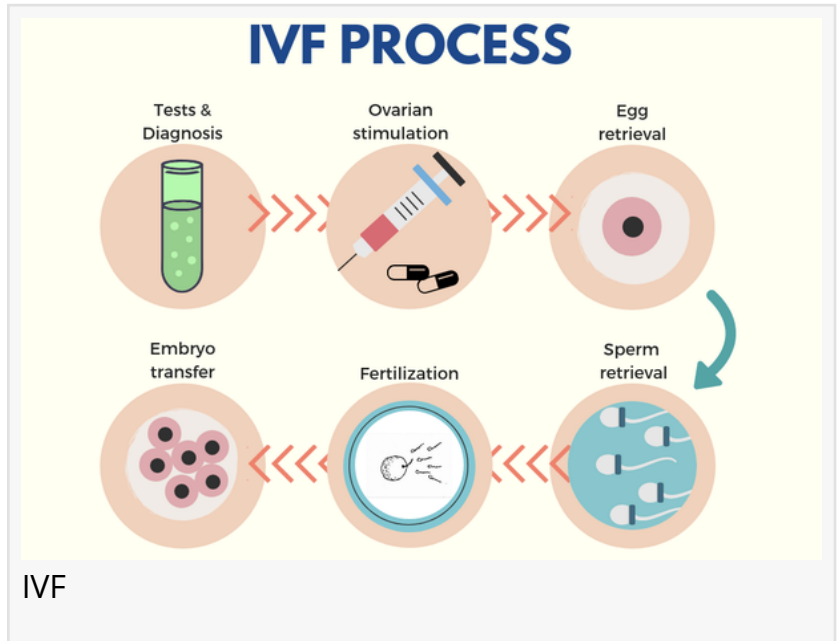 IVF PROCESS
Tests &
Diagnosis
Ovarian
stimulation
Egg
retrieval
Sperm
retrieval
Fertilization
Embryo
transfer
IVF